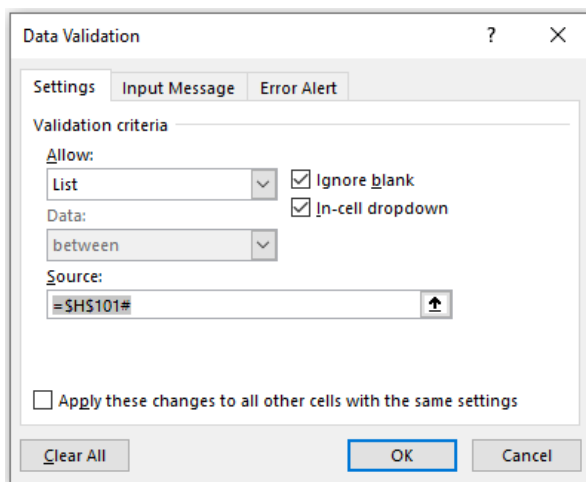 Data Validation ?
Settings Input Message Error Alert
Validation criteria
Allow:
List
Ignore blank
Data:
In-cell dropdown
between
Source:
=$H$101#
Apply these changes to all other cells with the same settings
Clear All OK Cancel